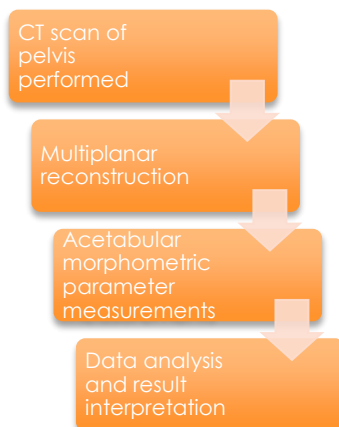 CT scan of
pelvis
performed
Multiplanar
reconstruction
Acetabular
morphometric
parameter
measurements
Data analysis
and result
interpretation